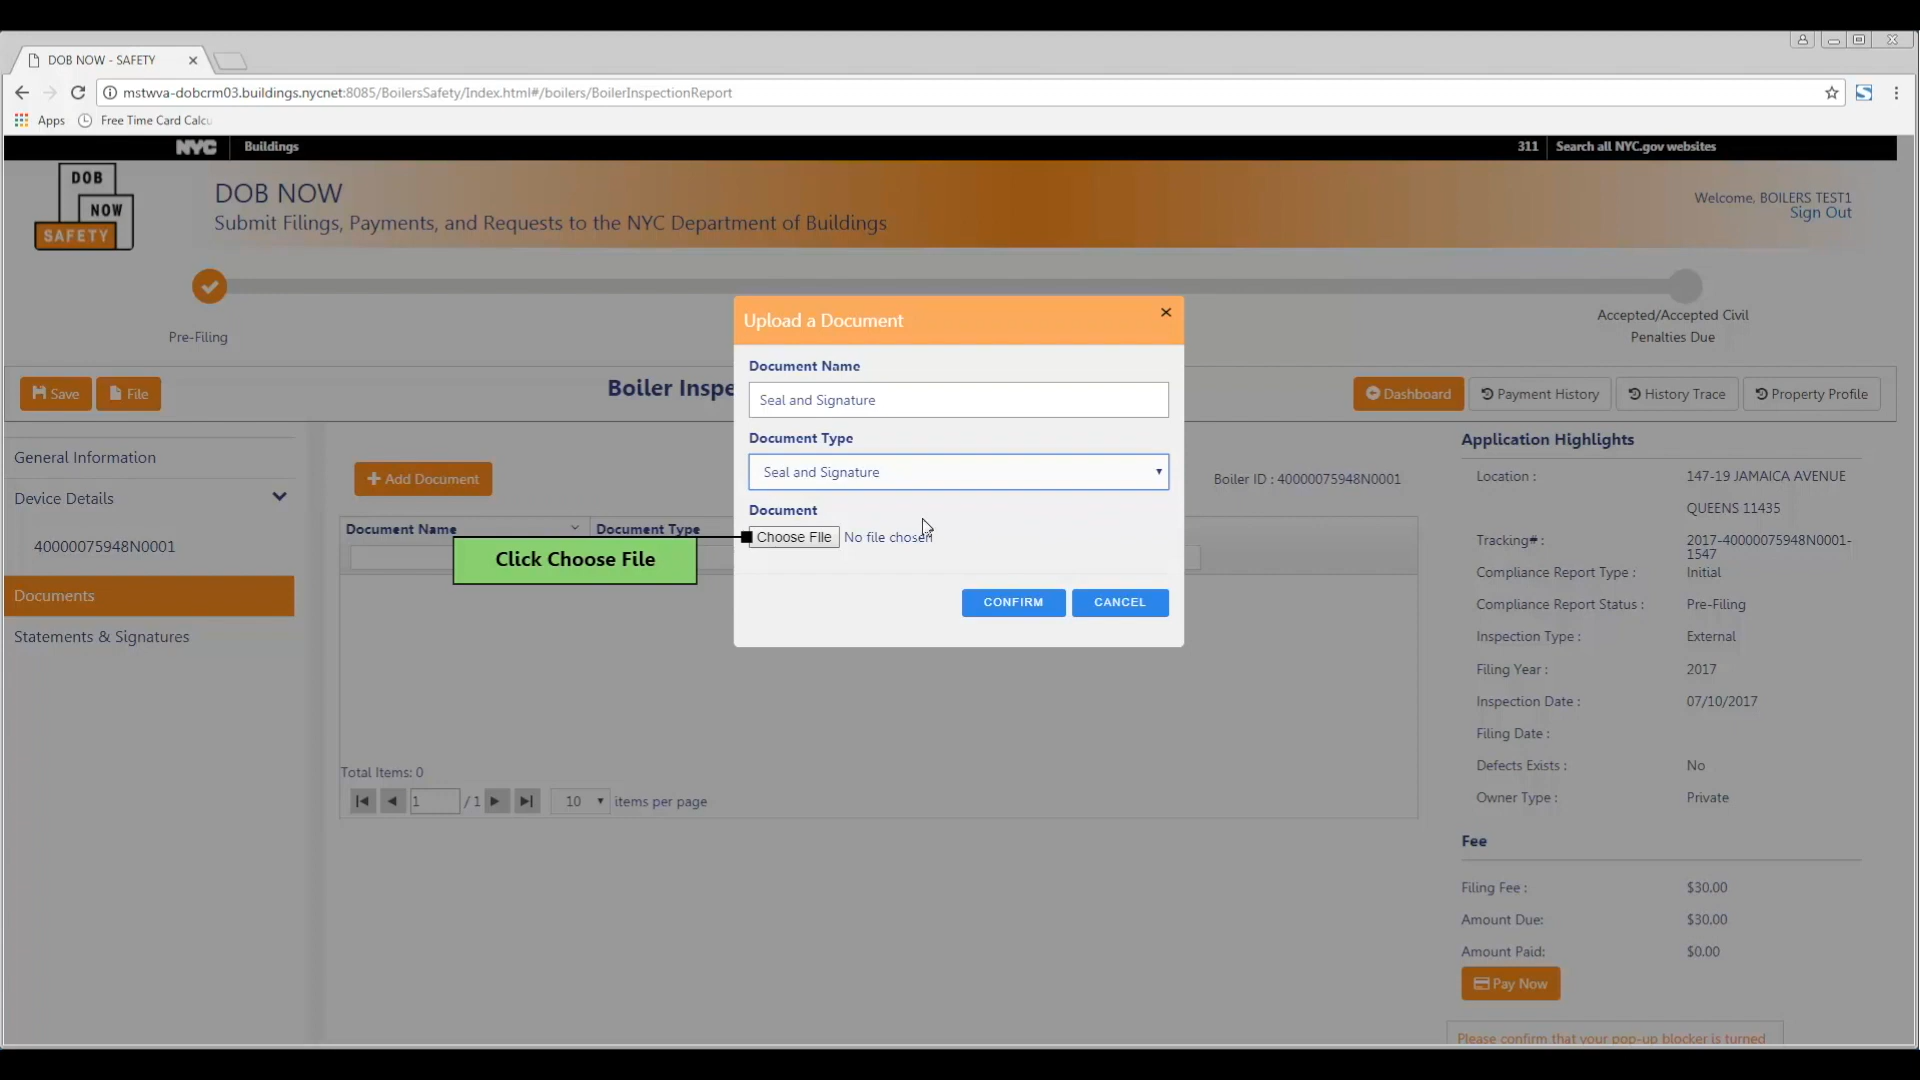 DOB NOW - SAFETY
mstwva-dobcrm03.buildings.nycnet:8085/BoilersSafety/Index.html#/boilers/BoilerInspectionReport
Apps Free Time Card Calcu
NYC Buildings 311 Search all NYC.gov websites
DOB
NOW
SAFETY
DOB NOW
Submit Filings, Payments, and Requests to the NYC Department of Buildings
Welcome, BOILERS TEST1
Sign Out
Pre-Filing
Accepted/Accepted Civil
Penalties Due
Save File
Boiler Inspe
Dashboard Payment History History Trace Property Profile
General Information
Device Details
40000075948N0001
Documents
Statements & Signatures
Add Document
Boiler ID : 40000075948N0001
Document Name Document Type
Click Choose File
Total Items: 0
1 / 1 10 items per page
Upload a Document
Document Name
Seal and Signature
Document Type
Seal and Signature
Document
Choose File No file chosen
CONFIRM CANCEL
Application Highlights
Location : 147-19 JAMAICA AVENUE
QUEENS 11435
Tracking# : 2017-40000075948N0001-
1547
Compliance Report Type : Initial
Compliance Report Status : Pre-Filing
Inspection Type : External
Filing Year : 2017
Inspection Date : 07/10/2017
Filing Date :
Defects Exists : No
Owner Type : Private
Fee
Filing Fee : $30.00
Amount Due: $30.00
Amount Paid: $0.00
Pay Now
Please confirm that your pop-up blocker is turned